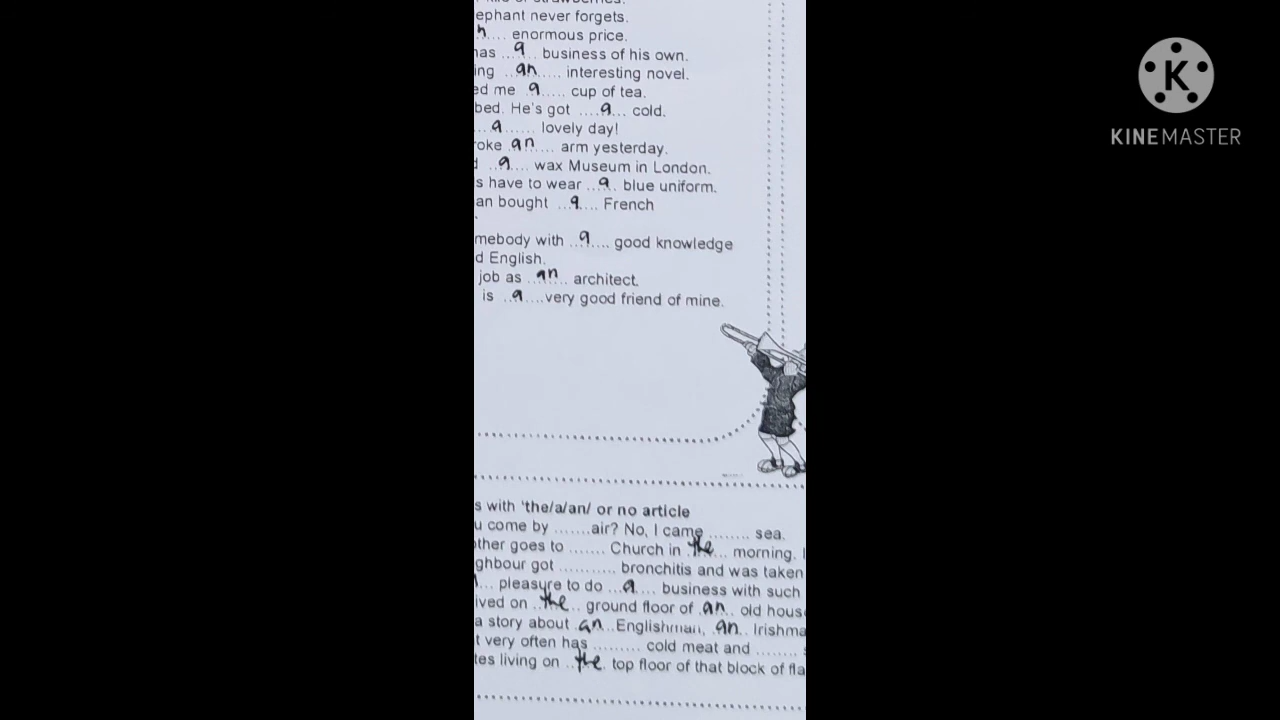 ephant never forgets.
n.... enormous price.
has ...a... business of his own.
ing ..an..... interesting novel.
ed me .a..... cup of tea.
bed. He's got ....a... cold.
...a...... lovely day!
roke .an..... arm yesterday.
d ..a.... wax Museum in London.
s have to wear ...a.. blue uniform.
an bought ...a.... French
mebody with ...a.... good knowledge
d English.
job as ..an.... architect.
is ..a....very good friend of mine.
s with 'the/a/an/ or no article
u come by .......air? No, I came ........ sea.
other goes to ....... Church in .the... morning. I
ghbour got .......... bronchitis and was taken
.... pleasure to do ...a.... business with such
ived on ..the.. ground floor of .an.. old hous
a story about .an.. Englishman, .an.. Irishma
t very often has ......... cold meat and ........ s
tes living on ..the. top floor of that block of fla
K
KINEMASTER